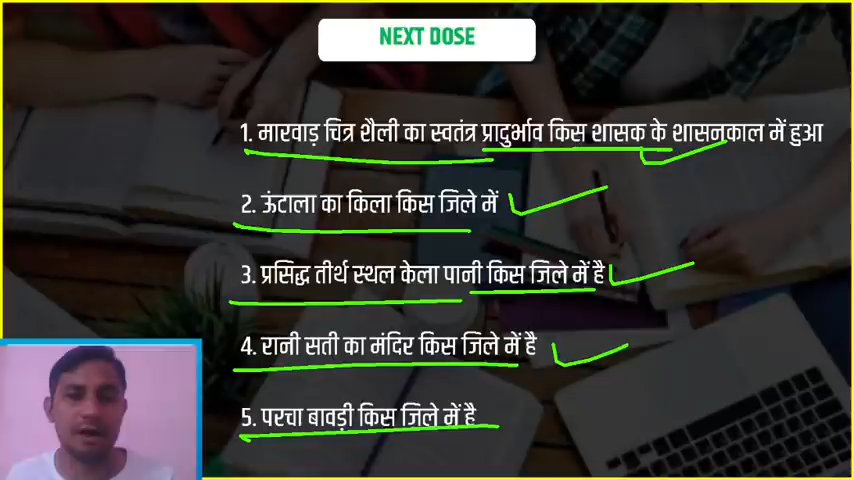 NEXT DOSE
1. मारवाड़ चित्र शैली का स्वतंत्र प्रादुर्भाव किस शासक के शासनकाल में हुआ
2. ऊंटाला का किला किस जिले में
3. प्रसिद्ध तीर्थ स्थल केला पानी किस जिले में है
4. रानी सती का मंदिर किस जिले में है
5. परचा बावड़ी किस जिले में है